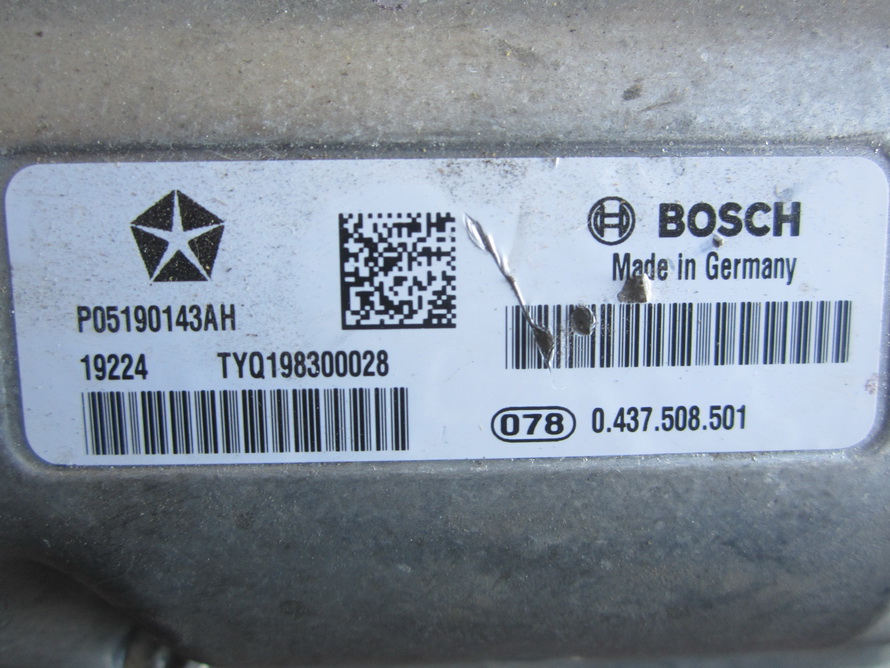 P05190143AH
19224 TYQ198300028
BOSCH
Made in Germany
078 0.437.508.501